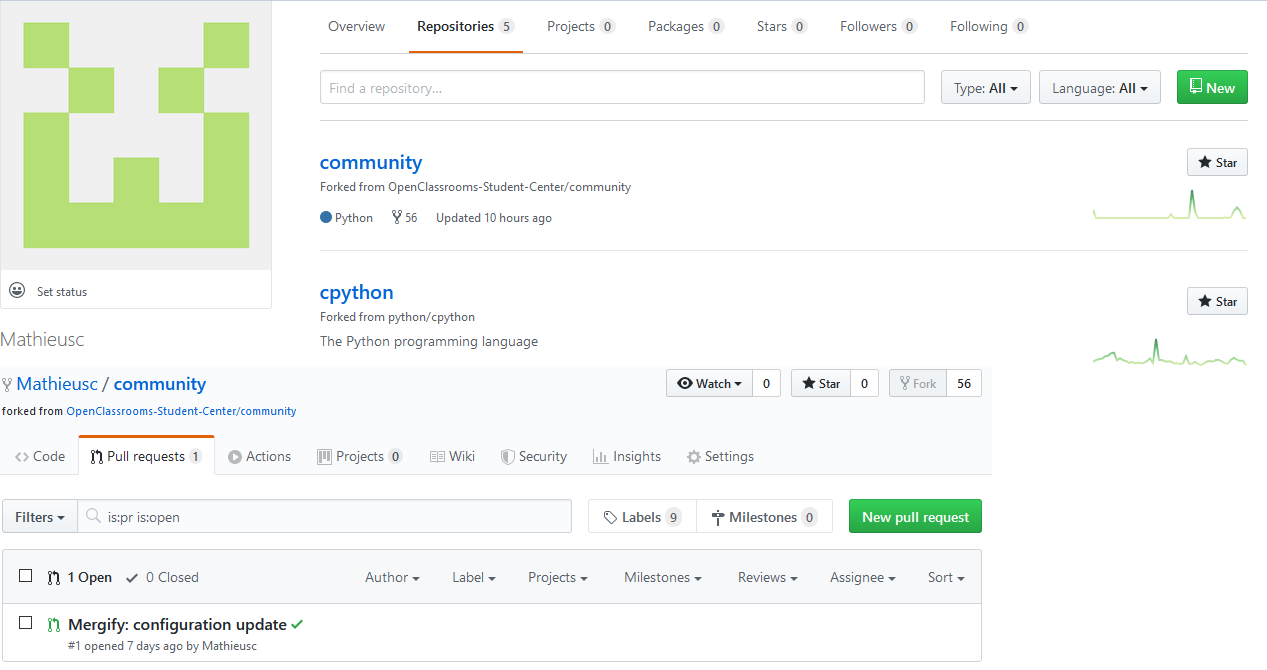 Overview Repositories 5 Projects 0 Packages 0 Stars 0 Followers 0 Following 0
Find a repository... Type: All Language: All New
community Star
Forked from OpenClassrooms-Student-Center/community
Python 56 Updated 10 hours ago
Set status
cpython Star
Forked from python/cpython
The Python programming language
Mathieusc
Mathieusc / community Watch 0 Star 0 Fork 56
forked from OpenClassrooms-Student-Center/community
Code Pull requests 1 Actions Projects 0 Wiki Security Insights Settings
Filters is:pr is:open Labels 9 Milestones 0 New pull request
1 Open 0 Closed Author Label Projects Milestones Reviews Assignee Sort
Mergify: configuration update
#1 opened 7 days ago by Mathieusc